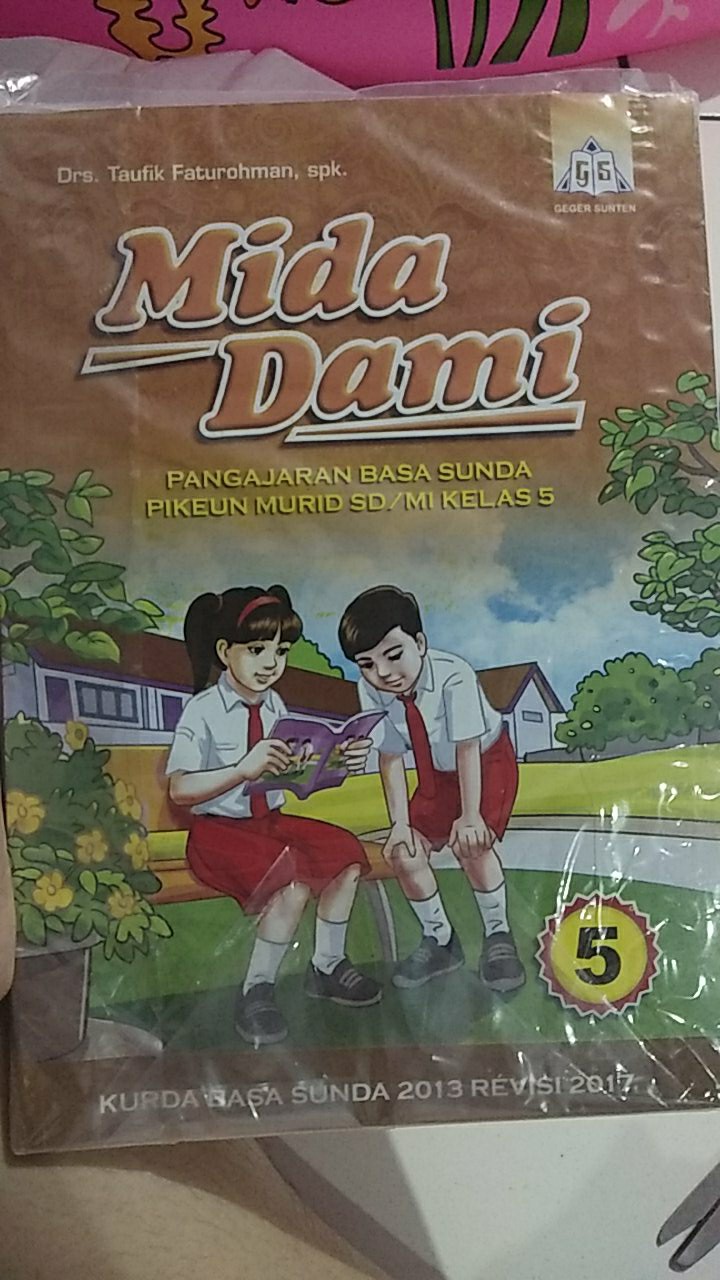 Drs. Taufik Faturohman, spk.
GS
GEGER SUNTEN
Mida
Dami
PANGAJARAN BASA SUNDA
PIKEUN MURID SD/MI KELAS 5
5
KURDA BASA SUNDA 2013 REVISI 2017